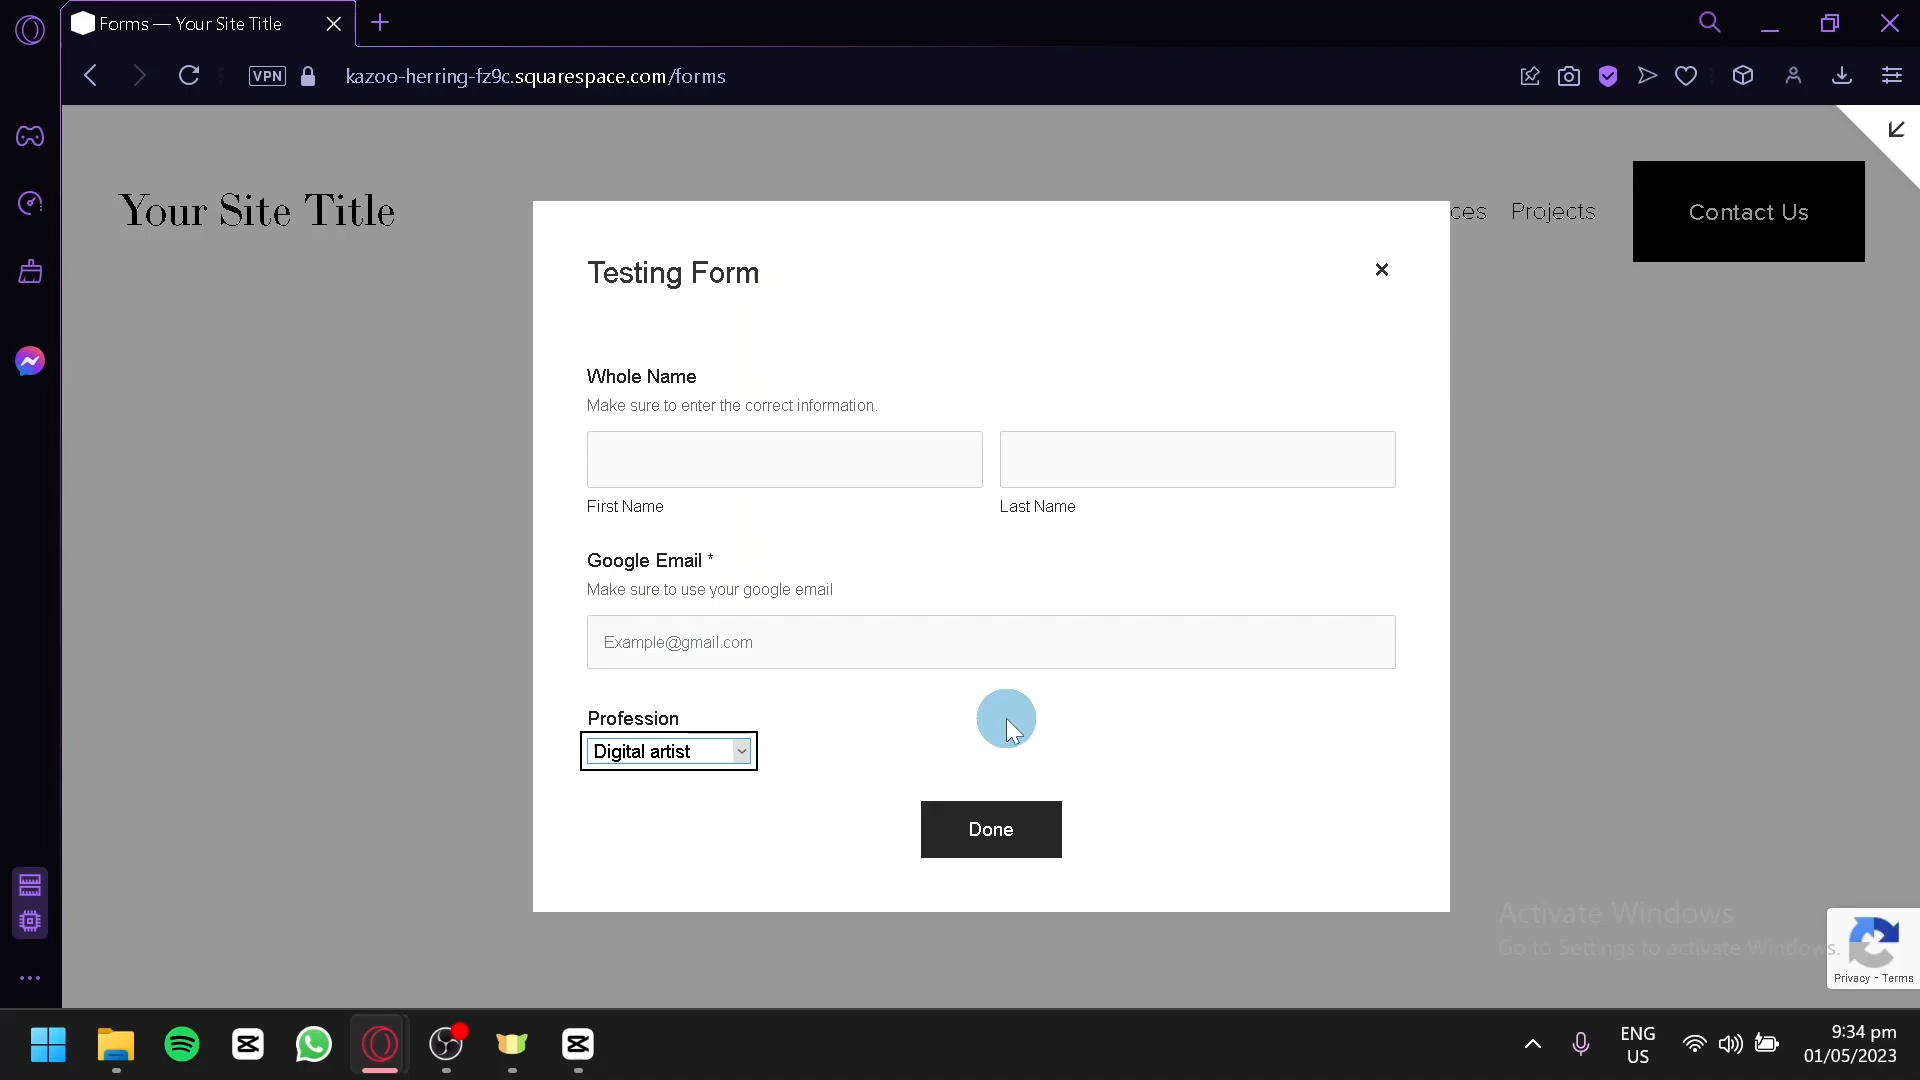 Forms — Your Site Title
VPN
kazoo-herring-fz9c.squarespace.com/forms
Your Site Title
ces Projects
Contact Us
Testing Form
Whole Name
Make sure to enter the correct information.
First Name
Last Name
Google Email *
Make sure to use your google email
Example@gmail.com
Profession
Digital artist
Done
Activate Windows
Go to Settings to activate Windows.
Privacy - Terms
ENG
US
9:34 pm
01/05/2023